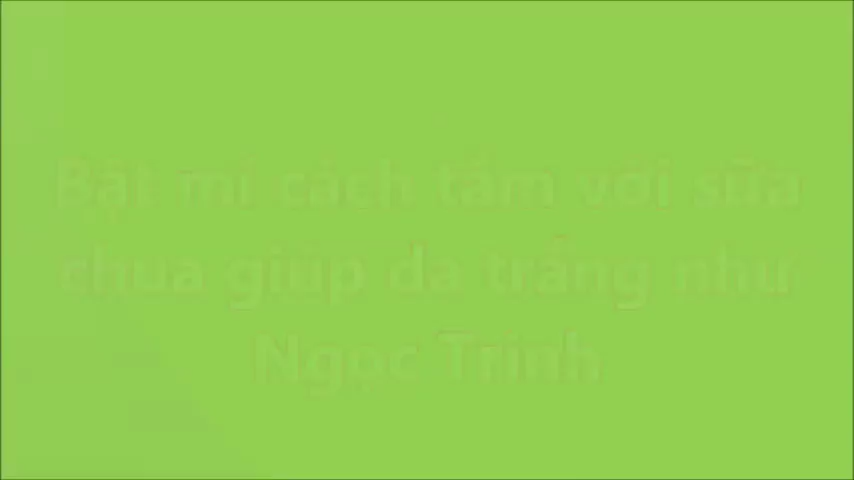 Bật mí cách tắm với sữa
chua giúp da trắng như
Ngọc Trinh